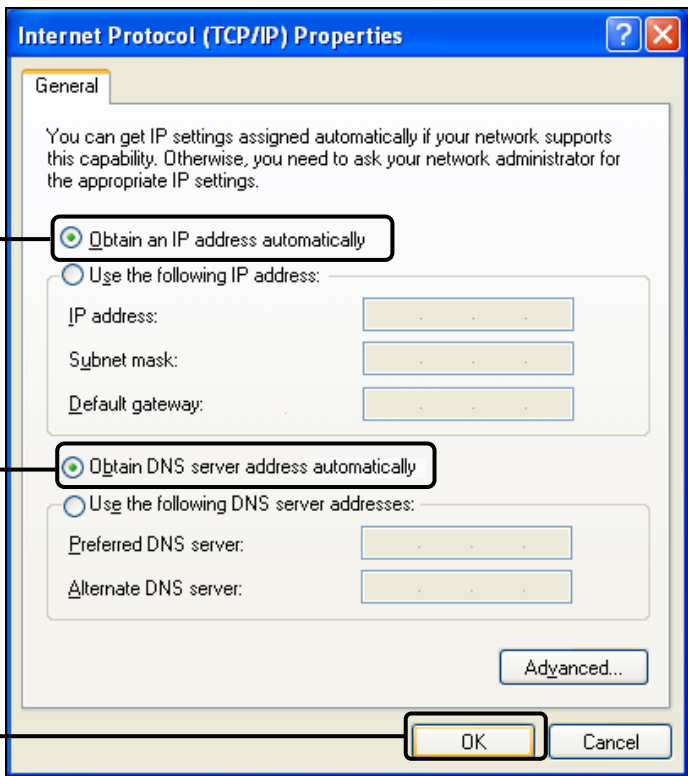 Internet Protocol (TCP/IP) Properties
General
You can get IP settings assigned automatically if your network supports
this capability. Otherwise, you need to ask your network administrator for
the appropriate IP settings.
Obtain an IP address automatically
Use the following IP address:
IP address:
Subnet mask:
Default gateway:
Obtain DNS server address automatically
Use the following DNS server addresses:
Preferred DNS server:
Alternate DNS server:
Advanced...
OK Cancel